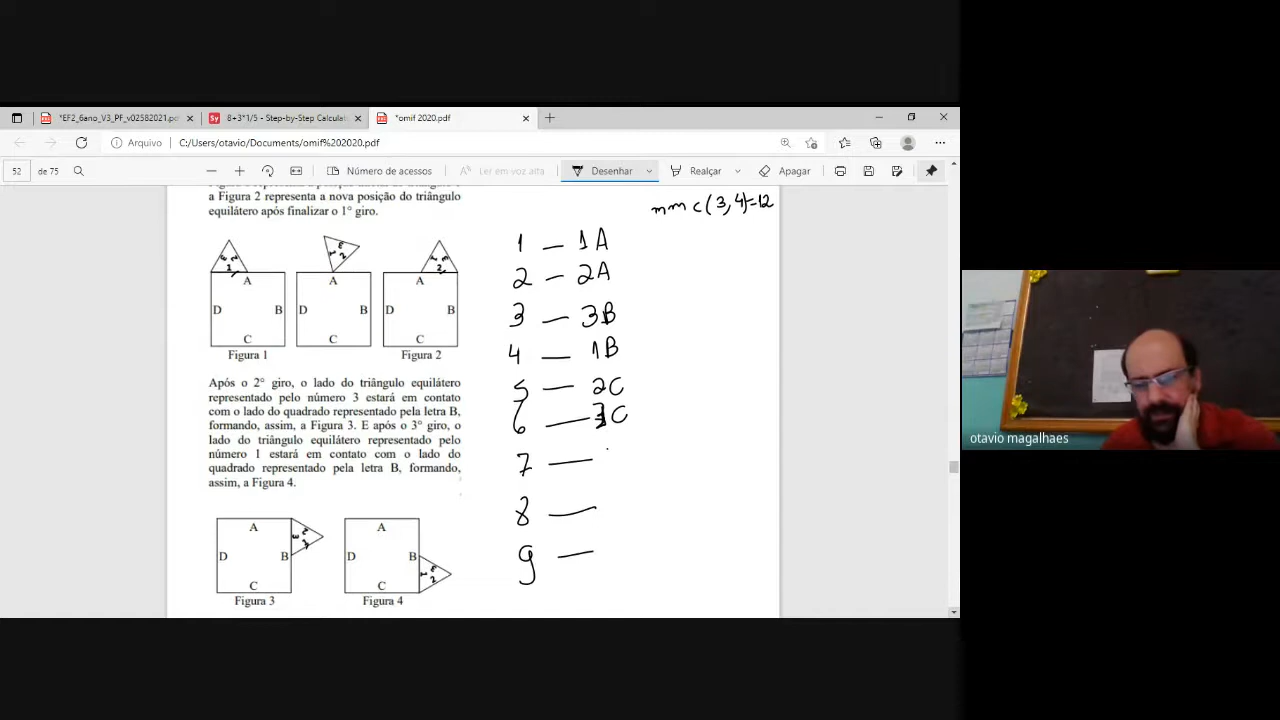 *EF2_6ano_V3_PF_v02582021.pd
8+3*1/5 - Step-by-Step Calculat
*omif 2020.pdf
Arquivo
C:/Users/otavio/Documents/omif%202020.pdf
52
de 75
Número de acessos
Ler em voz alta
Desenhar
Realçar
Apagar
a Figura 2 representa a nova posição do triângulo
equilátero após finalizar o 1° giro.
mmc(3,4)=12
A
D
B
C
Figura 1
A
D
B
C
A
D
B
C
Figura 2
1 — 1A
2 — 2A
3 — 3B
4 — 1B
5 — 2C
6 — 3C
7 —
8 —
9 —
Após o 2° giro, o lado do triângulo equilátero
representado pelo número 3 estará em contato
com o lado do quadrado representado pela letra B,
formando, assim, a Figura 3. E após o 3° giro, o
lado do triângulo equilátero representado pelo
número 1 estará em contato com o lado do
quadrado representado pela letra B, formando,
assim, a Figura 4.
A
D
B
C
Figura 3
A
D
B
C
Figura 4
otavio magalhaes